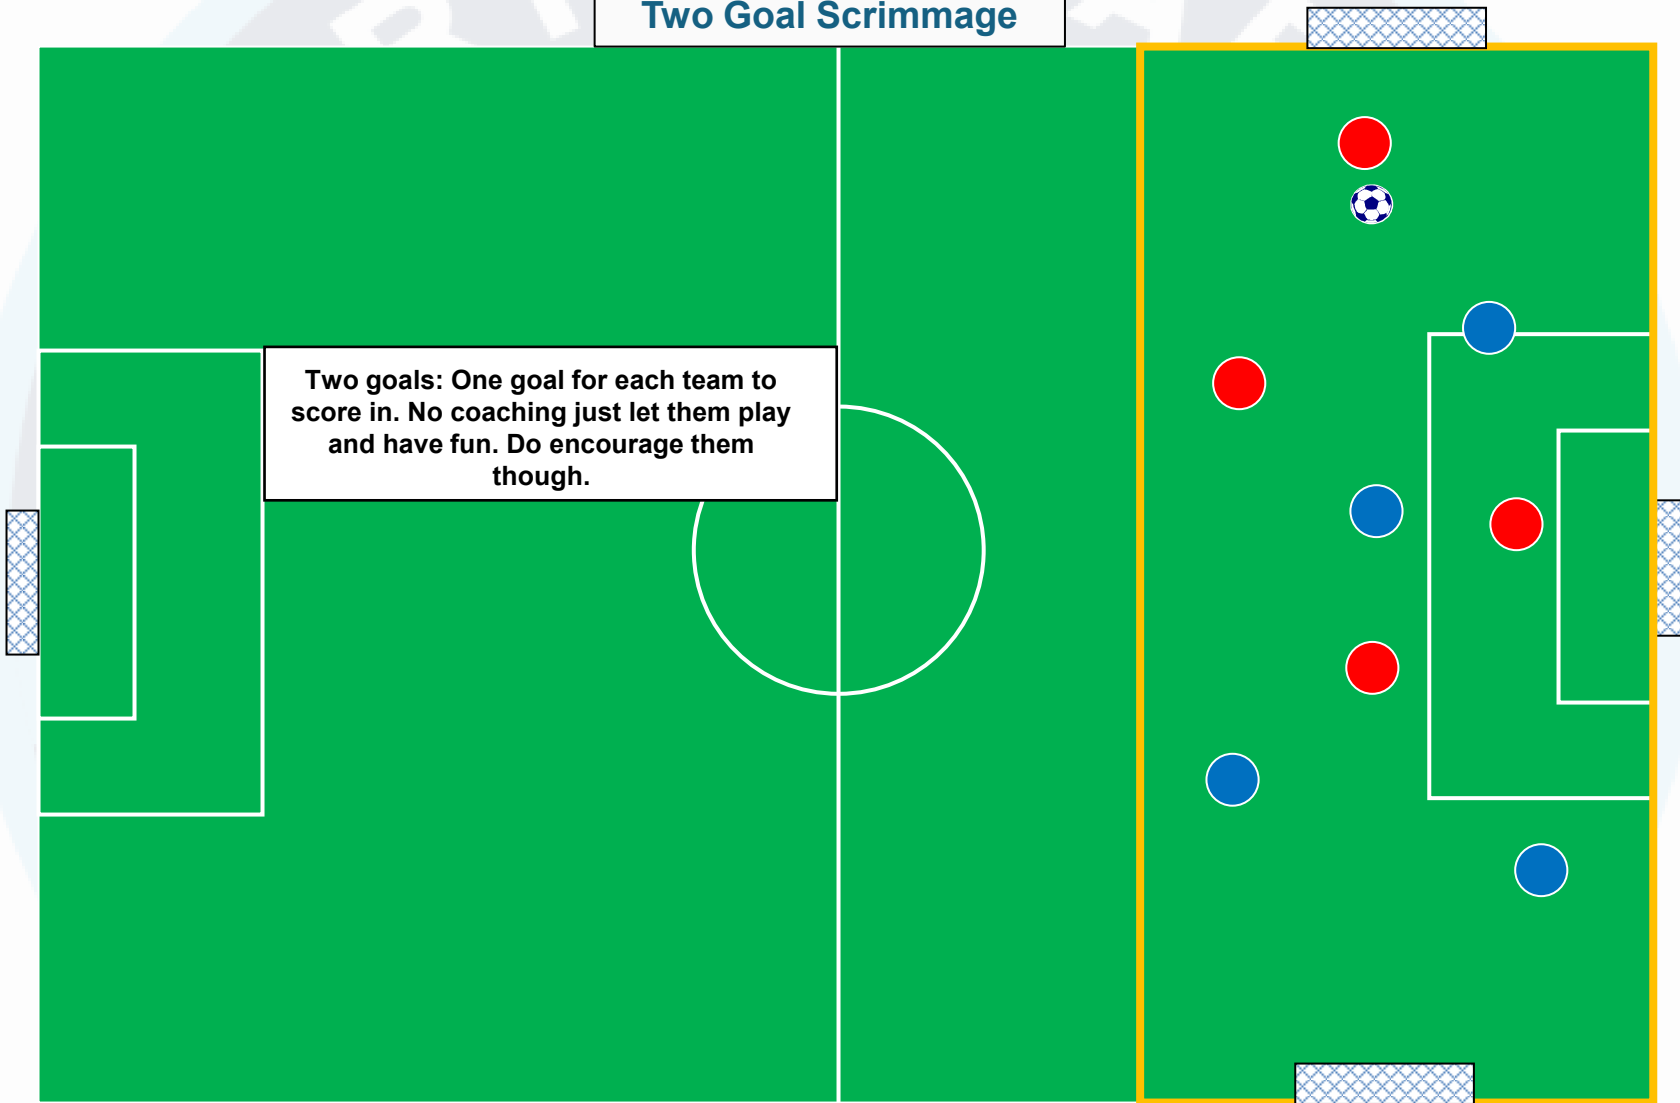 Two Goal Scrimmage
Two goals: One goal for each team to
score in. No coaching just let them play
and have fun. Do encourage them
though.